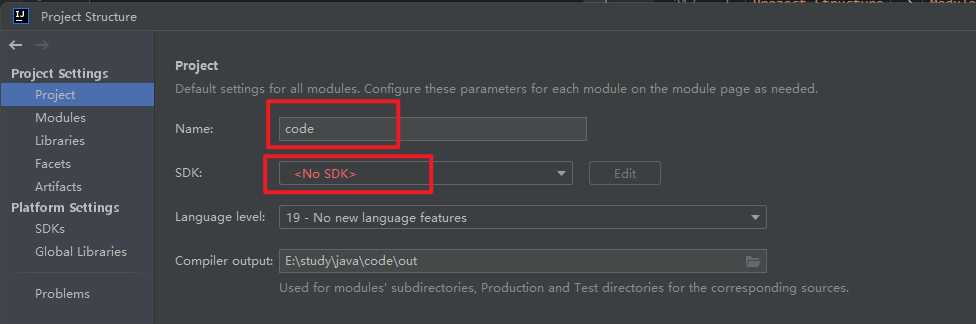 Project Structure
Project Settings
Project
Modules
Libraries
Facets
Artifacts
Platform Settings
SDKs
Global Libraries
Problems
Project
Default settings for all modules. Configure these parameters for each module on the module page as needed.
Name: code
SDK: <No SDK> Edit
Language level: 19 - No new language features
Compiler output: E:\study\java\code\out
Used for modules' subdirectories, Production and Test directories for the corresponding sources.